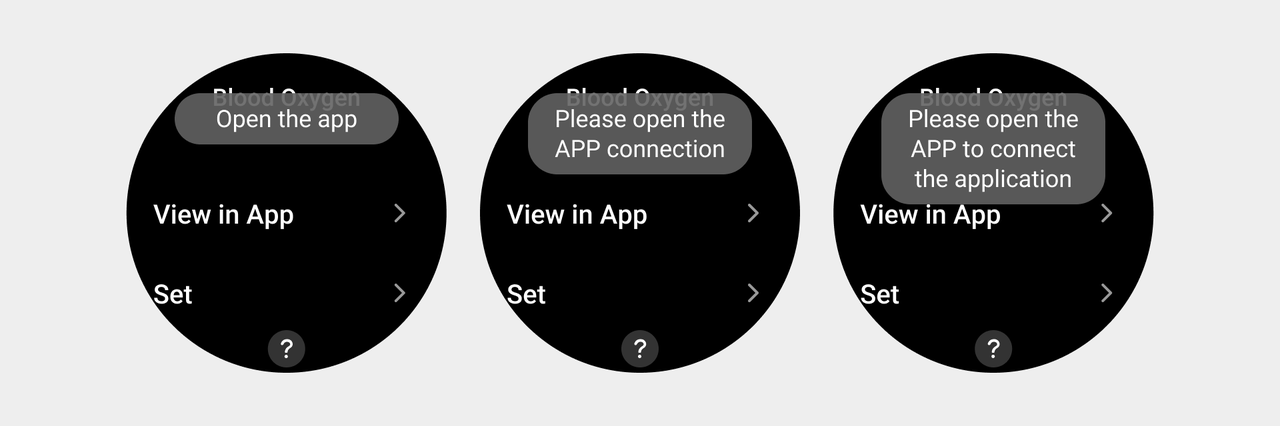 Blood Oxygen
Open the app
View in App
Set
?
Blood Oxygen
Please open the
APP connection
View in App
Set
?
Blood Oxygen
Please open the
APP to connect
the application
View in App
Set
?